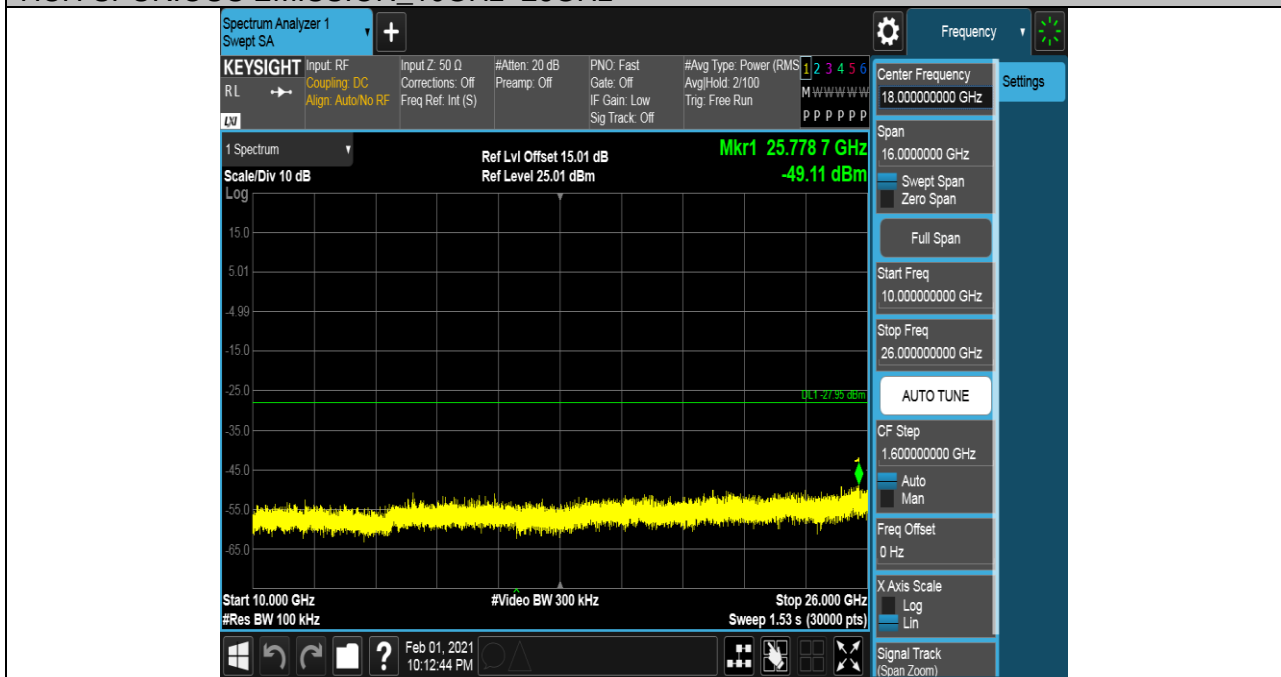 Spectrum Analyzer 1
Swept SA
Frequency
KEYSIGHT
RL
LXI
Input: RF
Coupling: DC
Align: Auto/No RF
Input Z: 50 Ω
Corrections: Off
Freq Ref: Int (S)
#Atten: 20 dB
Preamp: Off
PNO: Fast
Gate: Off
IF Gain: Low
Sig Track: Off
#Avg Type: Power (RMS
Avg|Hold: 2/100
Trig: Free Run
1 2 3 4 5 6
M W W W W W
P P P P P P
Center Frequency
18.000000000 GHz
Settings
1 Spectrum
Scale/Div 10 dB
Log
Ref Lvl Offset 15.01 dB
Ref Level 25.01 dBm
Mkr1 25.778 7 GHz
-49.11 dBm
Span
16.0000000 GHz
Swept Span
Zero Span
Full Span
Start Freq
10.000000000 GHz
Stop Freq
26.000000000 GHz
AUTO TUNE
CF Step
1.600000000 GHz
Auto
Man
Freq Offset
0 Hz
X Axis Scale
Log
Lin
Signal Track
(Span Zoom)
15.0
5.01
-4.99
-15.0
-25.0
DL1 -27.95 dBm
-35.0
-45.0
1
-55.0
-65.0
Start 10.000 GHz
#Video BW 300 kHz
Stop 26.000 GHz
#Res BW 100 kHz
Sweep 1.53 s (30000 pts)
?
Feb 01, 2021
10:12:44 PM